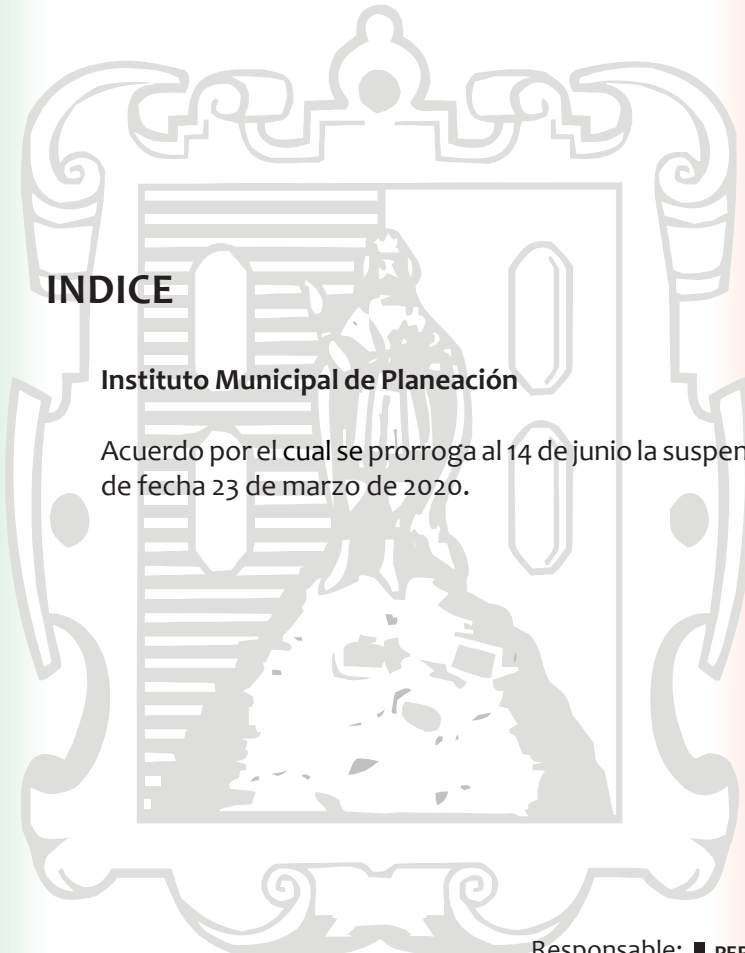 INDICE
Instituto Municipal de Planeación
Acuerdo por el cual se prorroga al 14 de junio la
de fecha 23 de marzo de 2020.
Responsable: